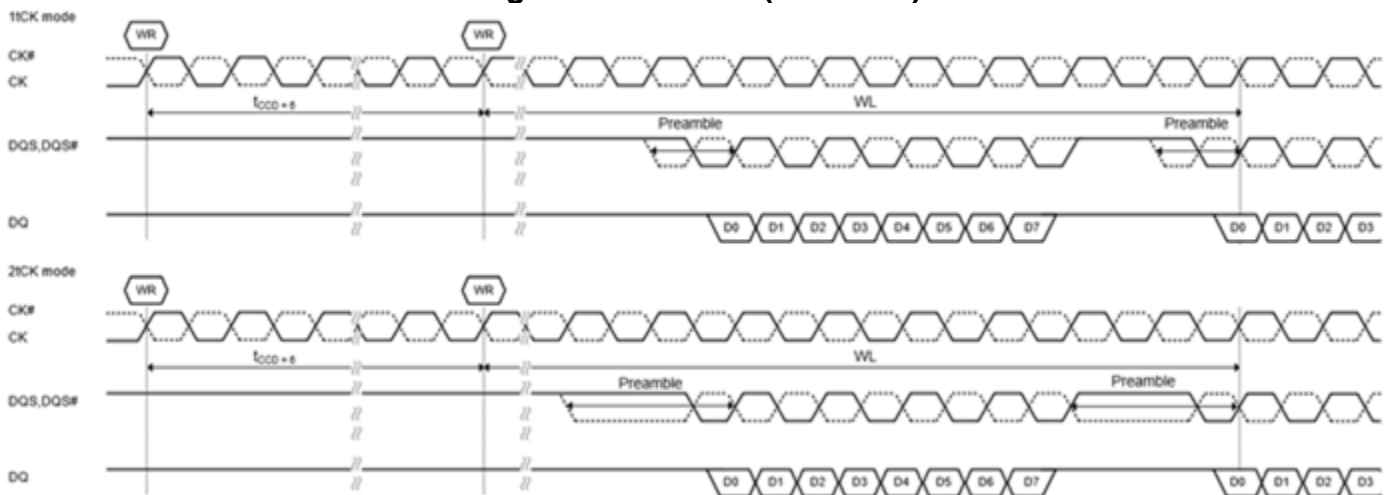 1tCK mode
WR WR
CK#
CK
tCCD = 6 WL
Preamble Preamble
DQS,DQS#
DQ D0 D1 D2 D3 D4 D5 D6 D7 D0 D1 D2 D3
2tCK mode
WR WR
CK#
CK
tCCD = 6 WL
Preamble Preamble
DQS,DQS#
DQ D0 D1 D2 D3 D4 D5 D6 D7 D0 D1 D2 D3